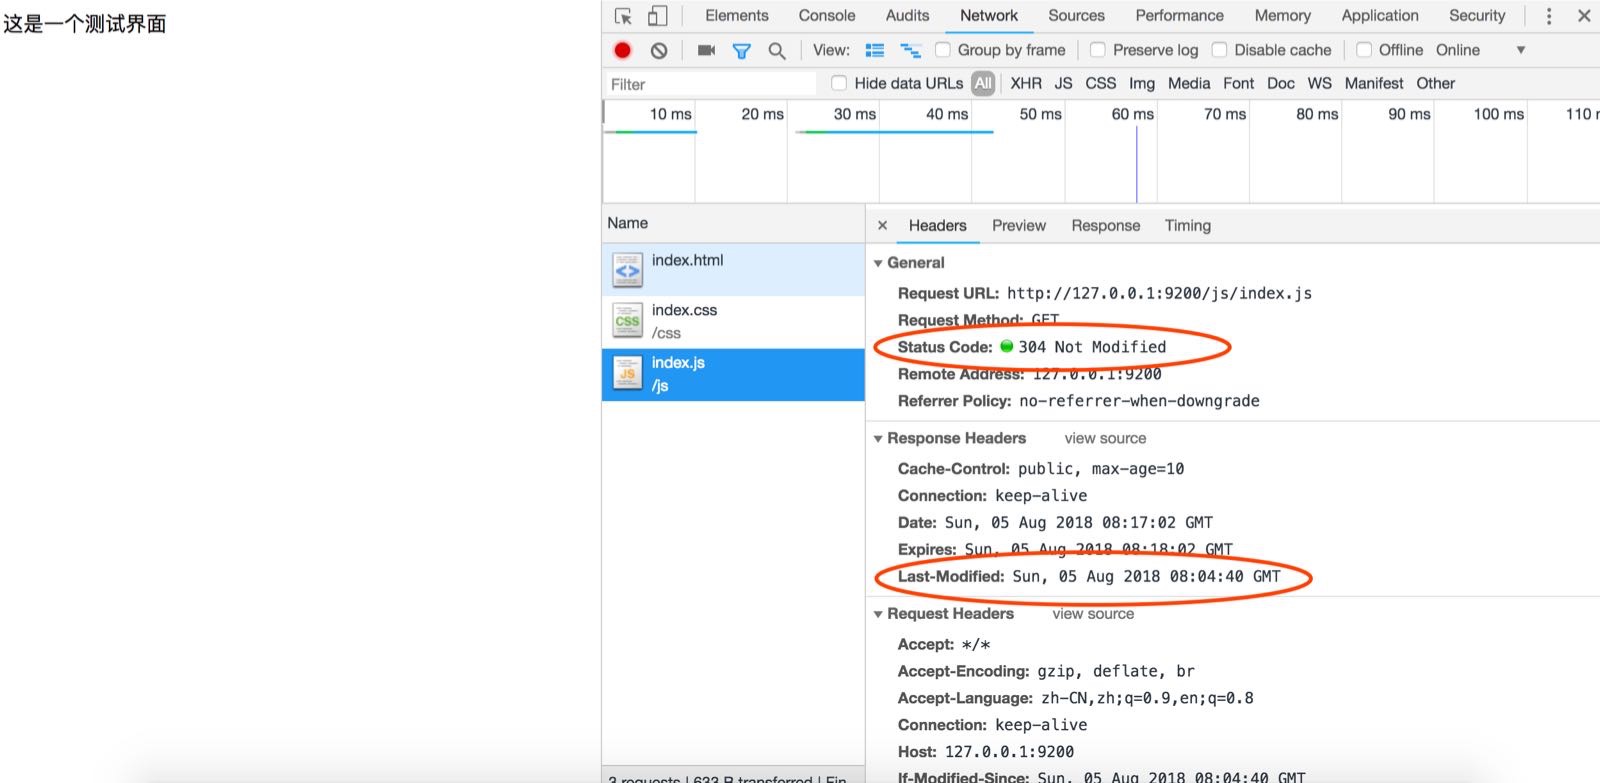 这是一个测试界面
Elements Console Audits Network Sources Performance Memory Application Security
View: Group by frame Preserve log Disable cache Offline Online
Filter Hide data URLs All XHR JS CSS Img Media Font Doc WS Manifest Other
10 ms 20 ms 30 ms 40 ms 50 ms 60 ms 70 ms 80 ms 90 ms 100 ms 110
Name
index.html
CSS
index.css
/css
JS
index.js
/js
Headers Preview Response Timing
General
Request URL: http://127.0.0.1:9200/js/index.js
Request Method: GET
Status Code: 304 Not Modified
Remote Address: 127.0.0.1:9200
Referrer Policy: no-referrer-when-downgrade
Response Headers view source
Cache-Control: public, max-age=10
Connection: keep-alive
Date: Sun, 05 Aug 2018 08:17:02 GMT
Expires: Sun, 05 Aug 2018 08:18:02 GMT
Last-Modified: Sun, 05 Aug 2018 08:04:40 GMT
Request Headers view source
Accept: */*
Accept-Encoding: gzip, deflate, br
Accept-Language: zh-CN,zh;q=0.9,en;q=0.8
Connection: keep-alive
Host: 127.0.0.1:9200
If-Modified-Since: Sun, 05 Aug 2018 08:04:40 GMT
3 requests | 633 B transferred | Fin